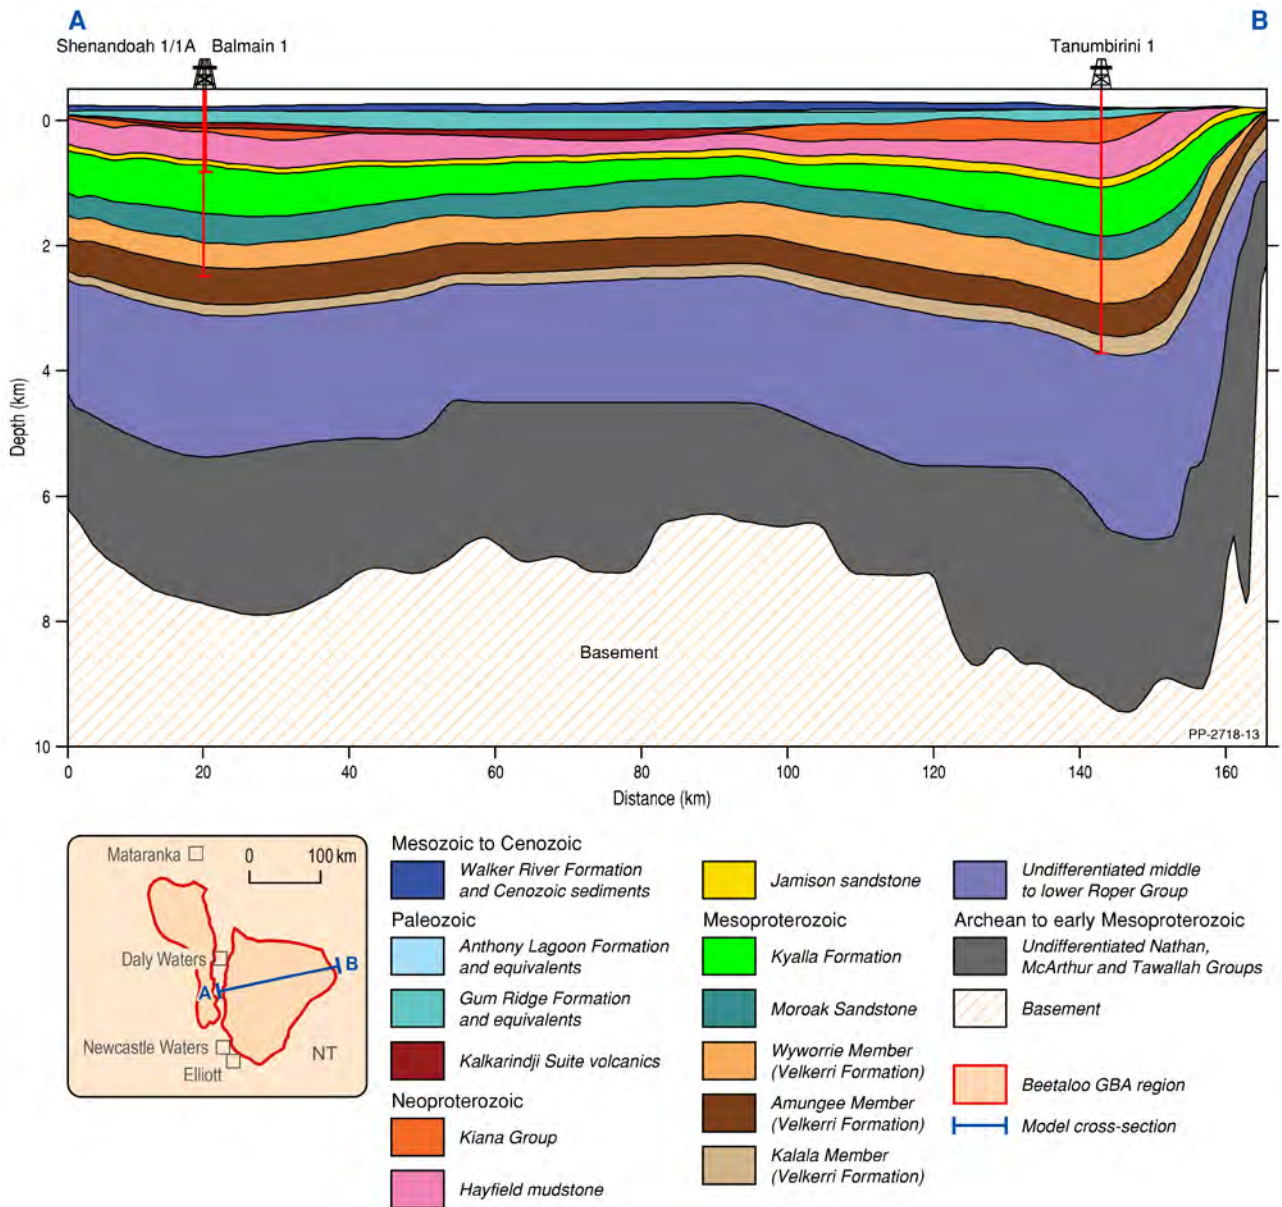 A
B
Shenandoah 1/1A Balmain 1
Tanumbirini 1
0
2
4
6
8
10
Depth (km)
Basement
PP-2718-13
0 20 40 60 80 100 120 140 160
Distance (km)
Mataranka
0 100 km
Daly Waters
A
B
Newcastle Waters
Elliott
NT
Mesozoic to Cenozoic
Walker River Formation
and Cenozoic sediments
Paleozoic
Anthony Lagoon Formation
and equivalents
Gum Ridge Formation
and equivalents
Kalkarindji Suite volcanics
Neoproterozoic
Kiana Group
Hayfield mudstone
Jamison sandstone
Mesoproterozoic
Kyalla Formation
Moroak Sandstone
Wyworrie Member
(Velkerri Formation)
Amungee Member
(Velkerri Formation)
Kalala Member
(Velkerri Formation)
Undifferentiated middle
to lower Roper Group
Archean to early Mesoproterozoic
Undifferentiated Nathan,
McArthur and Tawallah Groups
Basement
Beetaloo GBA region
Model cross-section